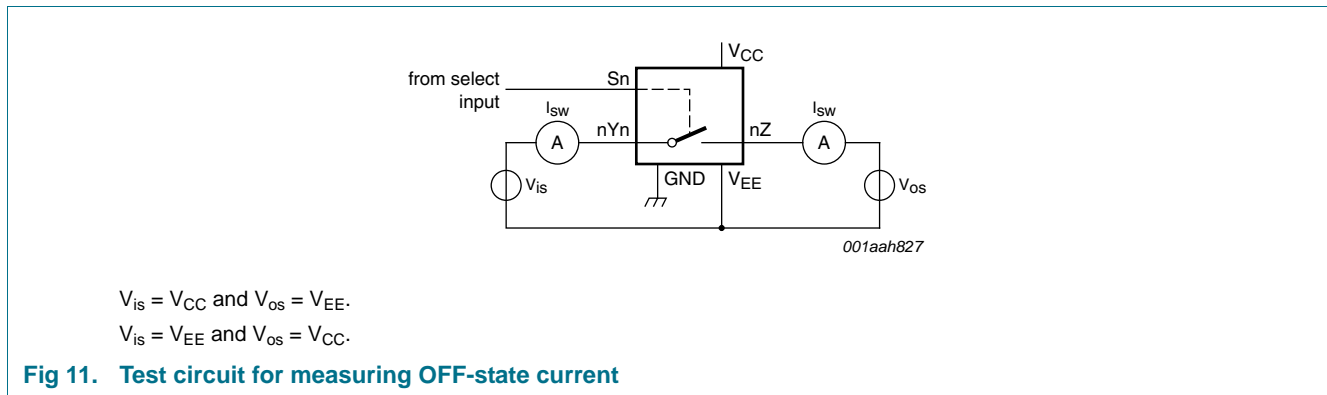 VCC
from select
input
Sn
Isw
A
nYn
nZ
Isw
A
Vis
GND
VEE
Vos
001aah827
Vis = VCC and Vos = VEE.
Vis = VEE and Vos = VCC.
Fig 11. Test circuit for measuring OFF-state current